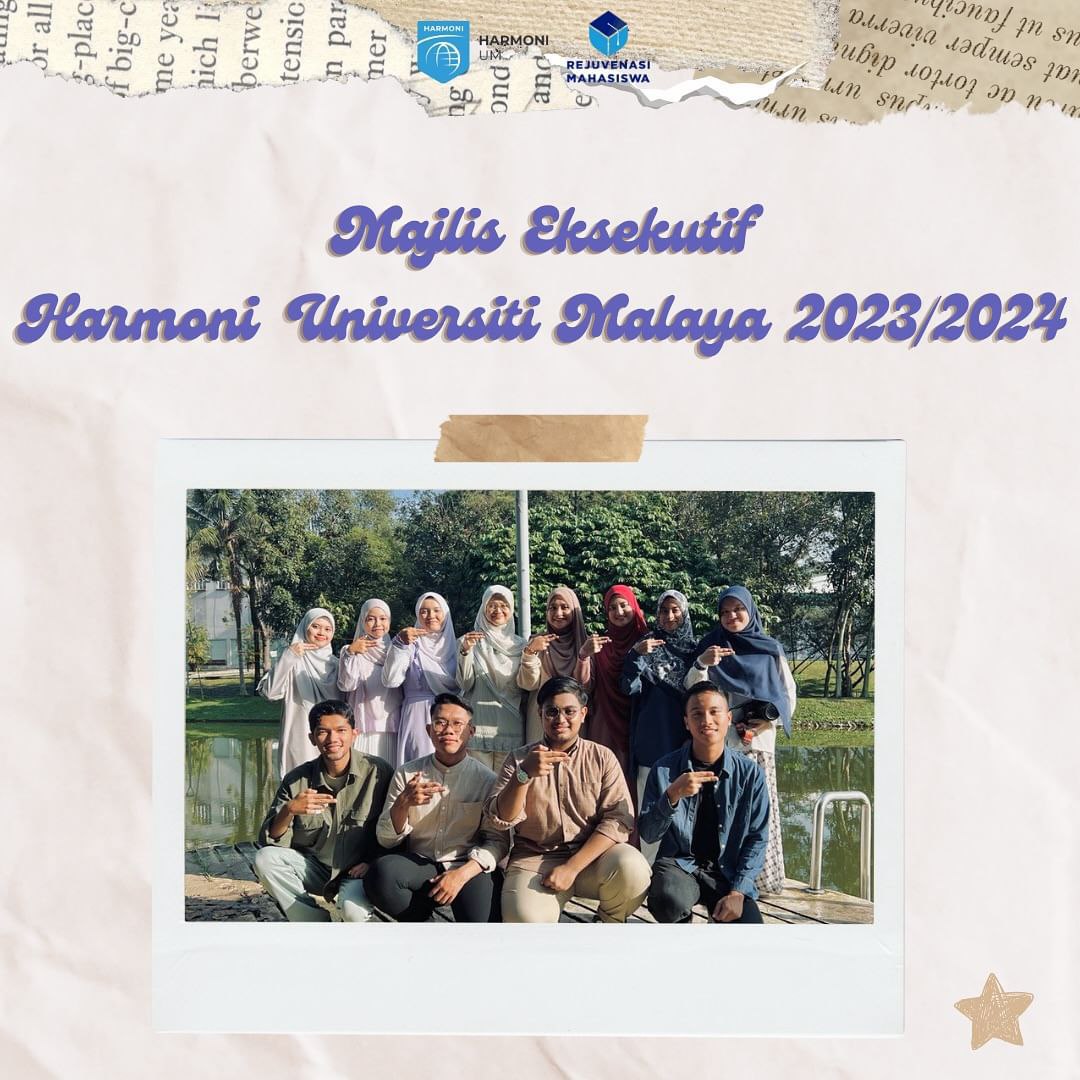 HARMONI
HARMONI
UM
REJUVENASI
MAHASISWA
Majlis Eksekutif
Harmoni Universiti Malaya 2023/2024